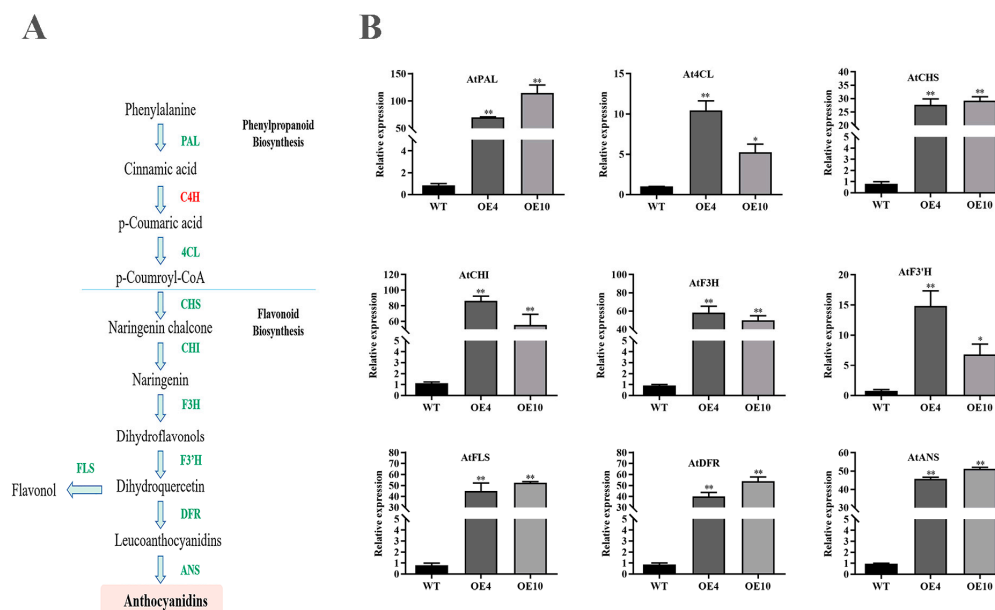 A
Phenylalanine
PAL
Phenylpropanoid
Biosynthesis
Cinnamic acid
C4H
p-Coumaric acid
4CL
p-Coumroyl-CoA
CHS
Naringenin chalcone
Flavonoid
Biosynthesis
CHI
Naringenin
F3H
Dihydroflavonols
F3'H
FLS
Flavonol
Dihydroquercetin
DFR
Leucoanthocyanidins
ANS
Anthocyanidins
B
AtPAL
Relative expression
150
100
50
4
2
0
**
**
WT OE4 OE10
At4CL
Relative expression
15
10
5
0
**
*
WT OE4 OE10
AtCHS
Relative expression
40
35
30
25
20
5
4
3
2
1
0
**
**
WT OE4 OE10
AtCHI
Relative expression
120
100
80
60
5
4
3
2
1
0
**
**
WT OE4 OE10
AtF3H
Relative expression
100
80
60
40
5
4
3
2
1
0
**
**
WT OE4 OE10
AtF3'H
Relative expression
20
15
10
5
0
**
*
WT OE4 OE10
AtFLS
Relative expression
80
70
60
50
40
30
5
4
3
2
1
0
**
**
WT OE4 OE10
AtDFR
Relative expression
80
70
60
50
40
30
5
4
3
2
1
0
**
**
WT OE4 OE10
AtANS
Relative expression
60
50
40
30
5
4
3
2
1
0
**
**
WT OE4 OE10